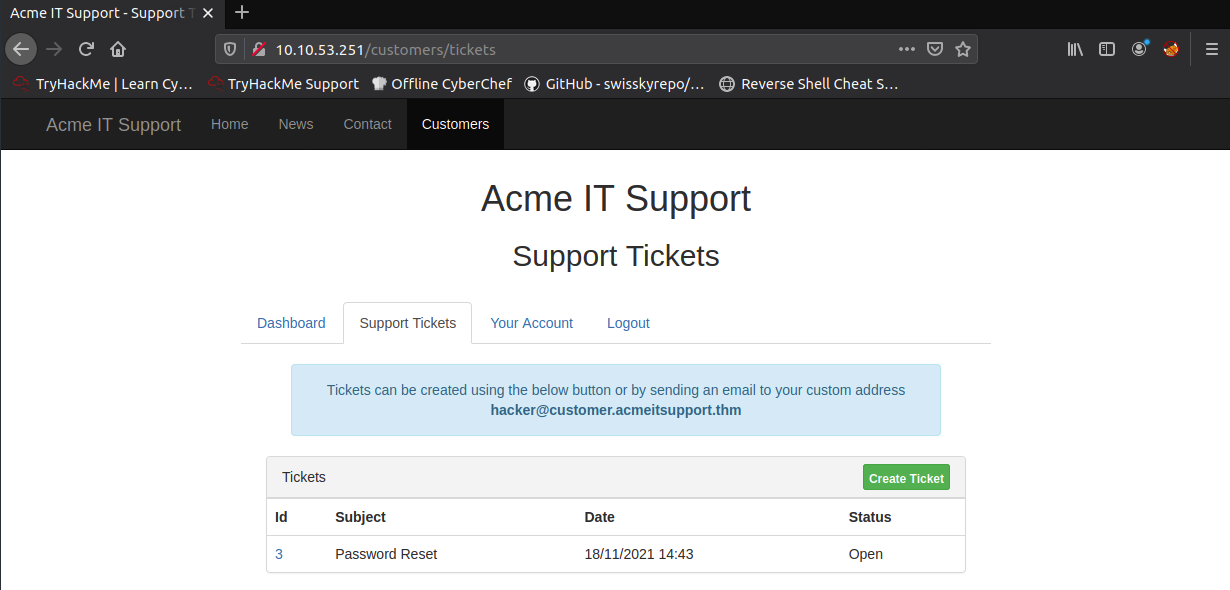 Acme IT Support - Support T
10.10.53.251/customers/tickets
TryHackMe | Learn Cy… TryHackMe Support Offline CyberChef GitHub - swisskyrepo/… Reverse Shell Cheat S…
Acme IT Support Home News Contact Customers
Acme IT Support
Support Tickets
Dashboard Support Tickets Your Account Logout
Tickets can be created using the below button or by sending an email to your custom address
hacker@customer.acmeitsupport.thm
Tickets Create Ticket
Id Subject Date Status
3 Password Reset 18/11/2021 14:43 Open